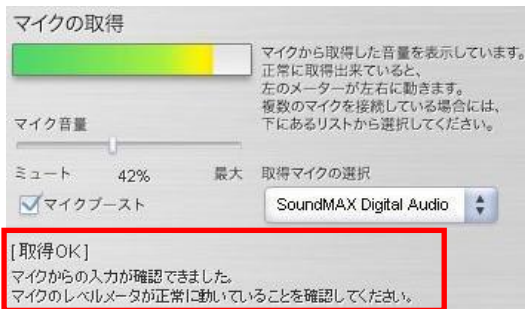 マイクの取得
マイクから取得した音量を表示しています。
正常に取得出来ていると、
左のメーターが左右に動きます。
複数のマイクを接続している場合には、
下にあるリストから選択してください。
マイク音量
ミュート 42% 最大
マイクブースト
取得マイクの選択
SoundMAX Digital Audio
[取得OK]
マイクからの入力が確認できました。
マイクのレベルメータが正常に動いていることを確認してください。